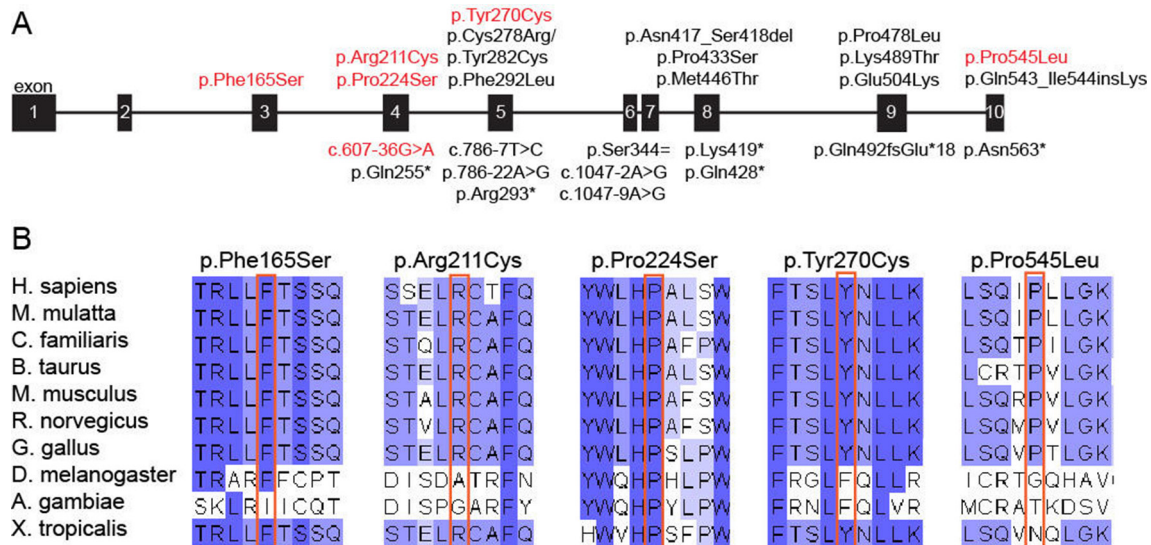 A
p.Tyr270Cys
p.Cys278Arg/ p.Asn417_Ser418del p.Pro478Leu
p.Arg211Cys p.Tyr282Cys p.Pro433Ser p.Lys489Thr p.Pro545Leu
p.Phe165Ser p.Pro224Ser p.Phe292Leu p.Met446Thr p.Glu504Lys p.Gln543_Ile544insLys
exon
1 2 3 4 5 6 7 8 9 10
c.607-36G>A c.786-7T>C p.Ser344= p.Lys419* p.Gln492fsGlu*18 p.Asn563*
p.Gln255* p.786-22A>G c.1047-2A>G p.Gln428*
p.Arg293* c.1047-9A>G
B
p.Phe165Ser p.Arg211Cys p.Pro224Ser p.Tyr270Cys p.Pro545Leu
H. sapiens TRLLFTSSQ SSELRCTFQ YWLHPALSW FTSLYNLLK LSQIPLLGK
M. mulatta TRLLFTSSQ STELRCAFQ YWLHPALSW FTSLYNLLK LSQIPLLGK
C. familiaris TRLLFTSSQ STQLRCAFQ YWLHPAFPW FTSLYNLLK LSQTPILGK
B. taurus TRLLFTSSQ STELRCAFQ YWLHPALSW FTSLYNLLK LCRTPVLGK
M. musculus TRLLFTSSQ STALRCAFQ YWLHPAFSW FTSLYNLLK LSQRPVLGK
R. norvegicus TRLLFTSSQ STVLRCAFQ YWLHPAFSW FTSLYNLLK LSQMPVLGK
G. gallus TRLLFTSSQ STELRCAFQ YWLHPSLPW FTSLYNLLK LSQVPTLGK
D. melanogaster TRARFFCPT DISDATRFN YWQHPHLPW FRGLFQLLR ICRTGQHAV
A. gambiae SKLRIICQT DISPGARFY YWQHPYLPW FRNLFQLVR MCRATKDSV
X. tropicalis TRLLFTSSQ STELRCAFQ HWVHPSFPW FTSLYNLLK LSQVNQLGK